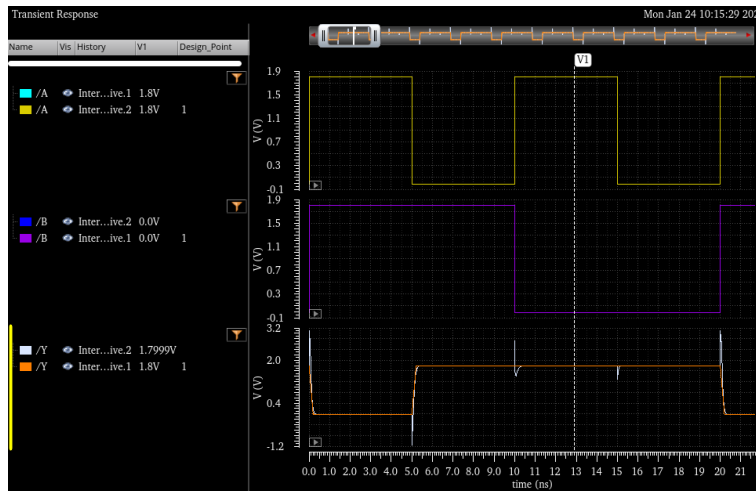 Transient Response Mon Jan 24 10:15:29 202
Name Vis History V1 Design_Point
V1
/A Inter...ive.1 1.8V
/A Inter...ive.2 1.8V 1
V (V)
1.9
1.5
1.1
0.7
0.3
-0.1
/B Inter...ive.2 0.0V
/B Inter...ive.1 0.0V 1
V (V)
1.9
1.5
1.1
0.7
0.3
-0.1
/Y Inter...ive.2 1.7999V
/Y Inter...ive.1 1.8V 1
V (V)
3.2
2.0
0.4
-1.2
0.0 1.0 2.0 3.0 4.0 5.0 6.0 7.0 8.0 9.0 10 11 12 13 14 15 16 17 18 19 20 21
time (ns)